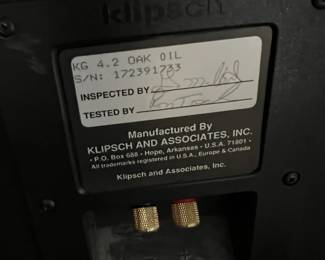 klipsch
KG 4.2 OAK OIL
S/N: 172391733
INSPECTED BY
TESTED BY
Manufactured By
KLIPSCH AND ASSOCIATES, INC.
• P.O. Box 688 • Hope, Arkansas • U.S.A. 71801 •
All trademarks registered in U.S.A., Europe & Canada
Klipsch and Associates, Inc.